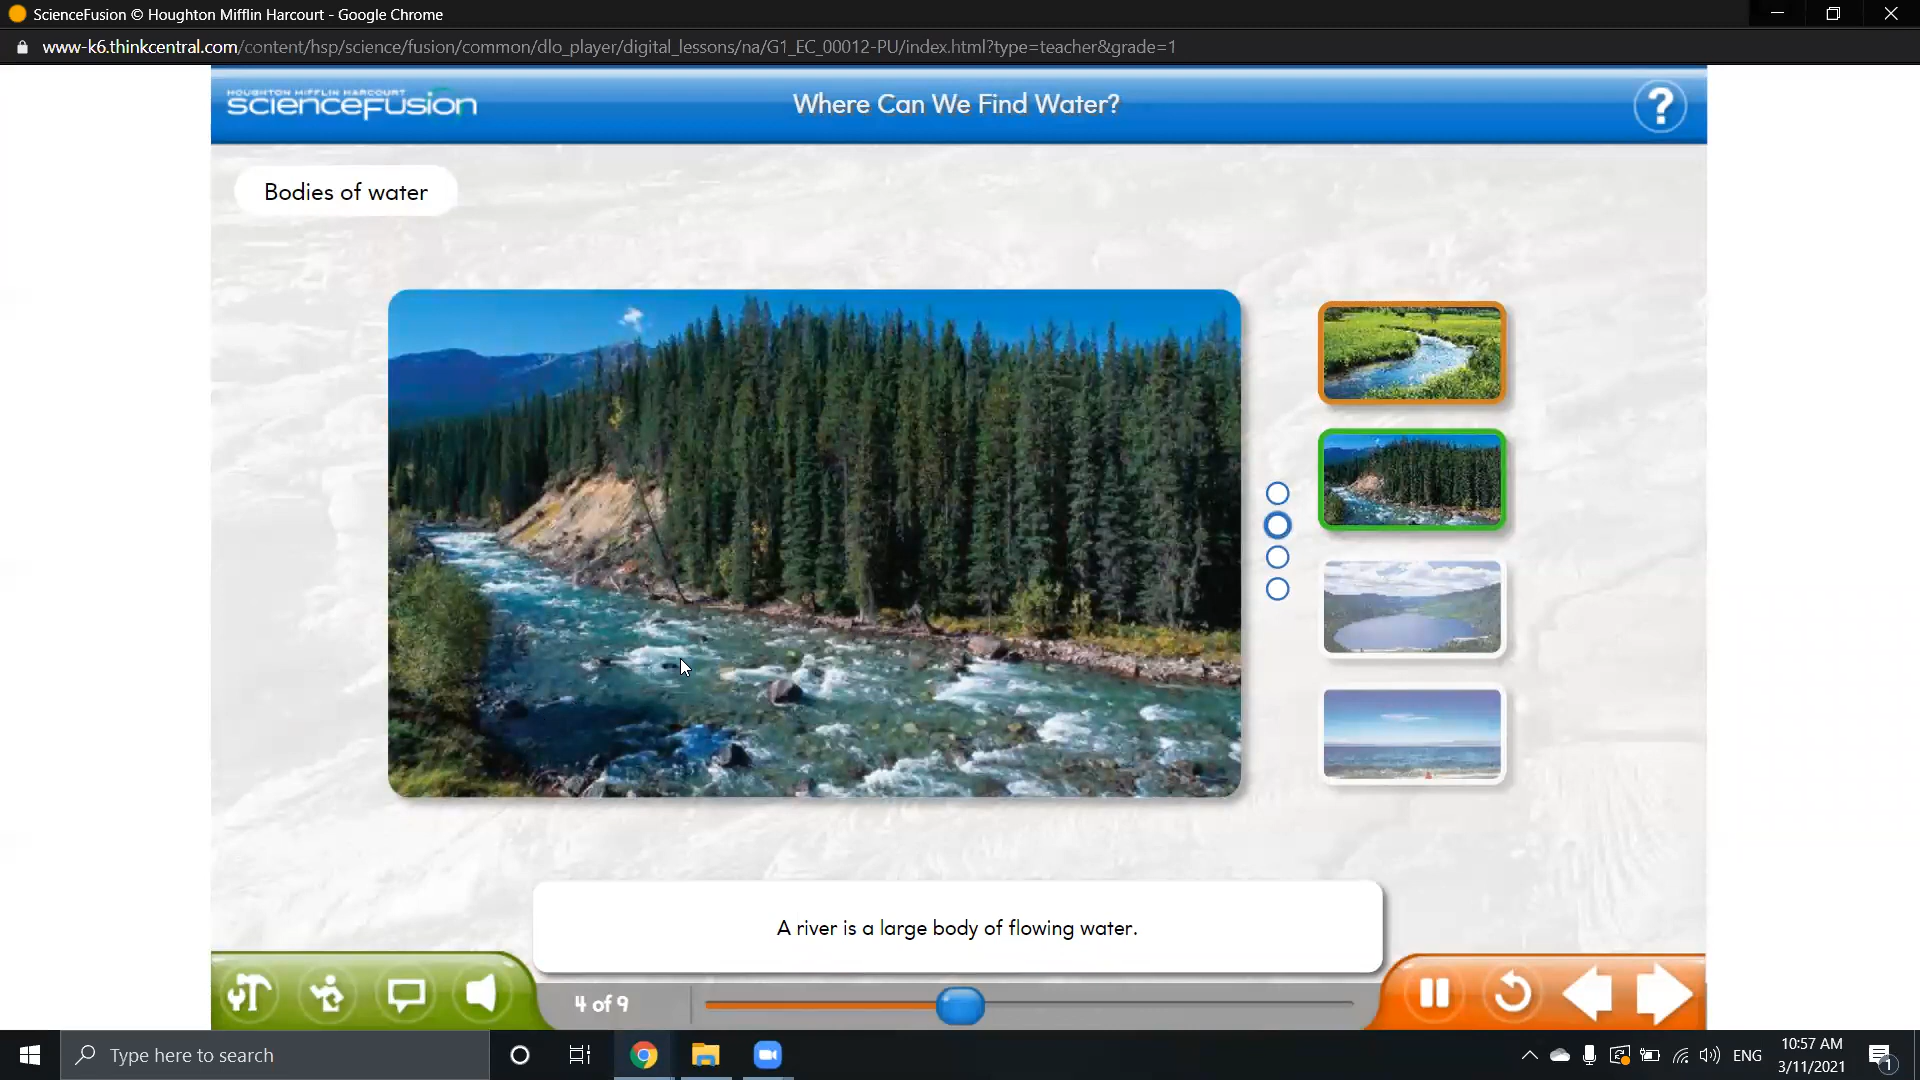 ScienceFusion © Houghton Mifflin Harcourt - Google Chrome
www-k6.thinkcentral.com/content/hsp/science/fusion/common/dlo_player/digital_lessons/na/G1_EC_00012-PU/index.html?type=teacher&grade=1
HOUGHTON MIFFLIN HARCOURT
scienceFusion
Where Can We Find Water?
?
Bodies of water
A river is a large body of flowing water.
4 of 9
Type here to search
ENG
10:57 AM
3/11/2021
1